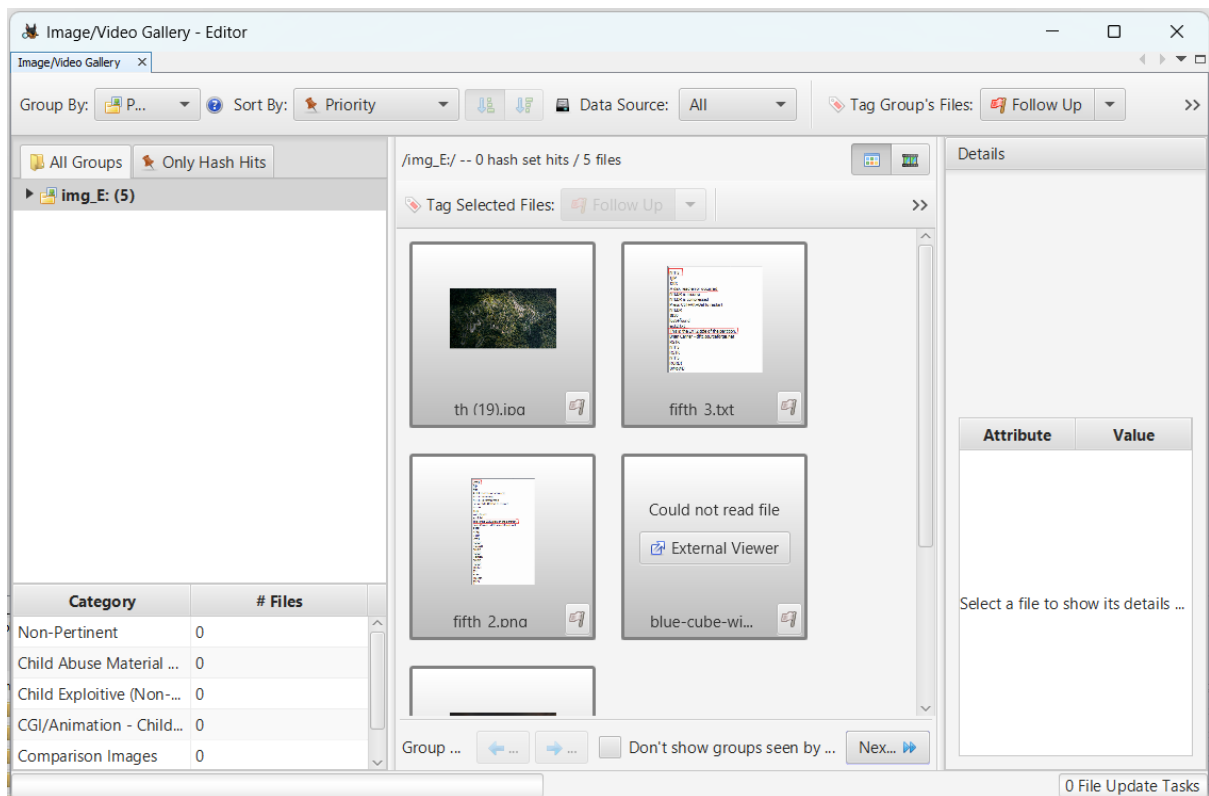 Image/Video Gallery - Editor
Image/Video Gallery X
Group By: P... Sort By: Priority Data Source: All Tag Group's Files: Follow Up >>
All Groups Only Hash Hits
img_E: (5)
/img_E:/ -- 0 hash set hits / 5 files
Tag Selected Files: Follow Up >>
th (19).jpg
fifth_3.txt
fifth_2.png
Could not read file
External Viewer
blue-cube-wi...
Category # Files
Non-Pertinent 0
Child Abuse Material ... 0
Child Exploitive (Non-... 0
CGI/Animation - Child... 0
Comparison Images 0
Group ... ... ... Don't show groups seen by ... Nex...
Details
Attribute Value
Select a file to show its details ...
0 File Update Tasks